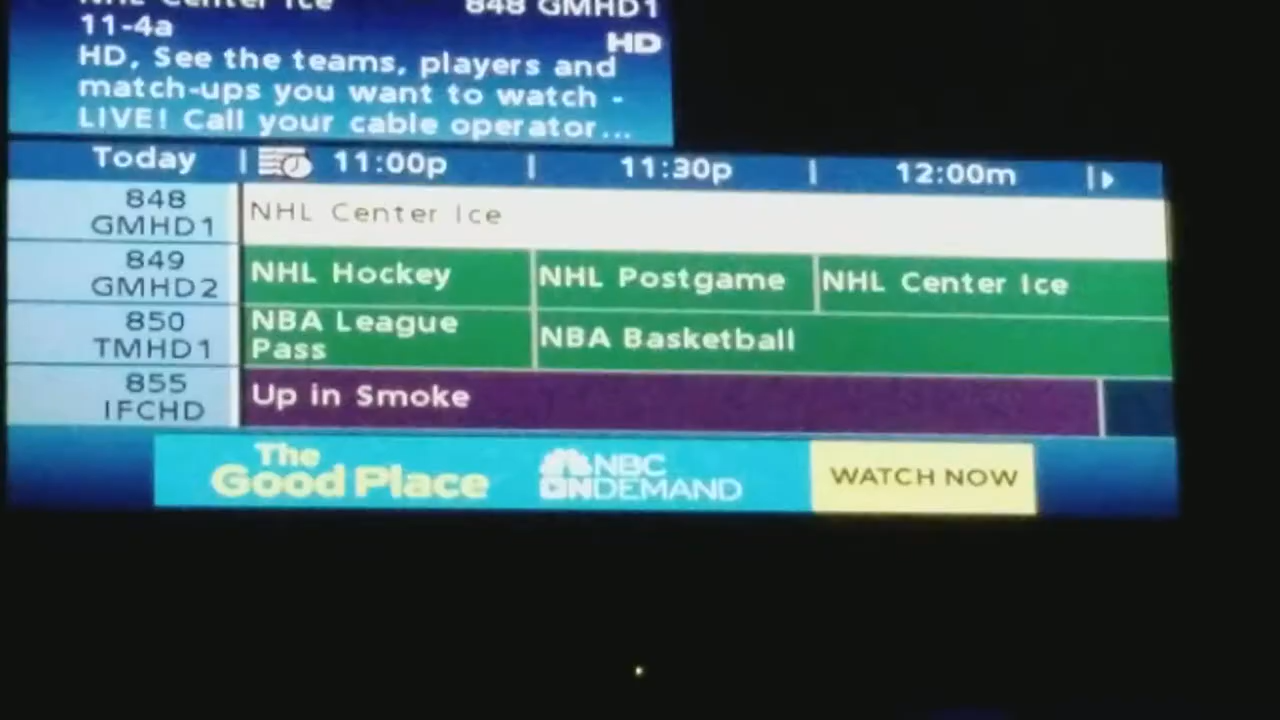 NHL Center Ice 848 GMHD1
11-4a HD
HD, See the teams, players and
match-ups you want to watch -
LIVE! Call your cable operator...
Today 11:00p 11:30p 12:00m
848 NHL Center Ice
GMHD1
849 NHL Hockey NHL Postgame NHL Center Ice
GMHD2
850 NBA League NBA Basketball
TMHD1 Pass
855 Up in Smoke
IFCHD
The
Good Place
NBC
ONDEMAND
WATCH NOW